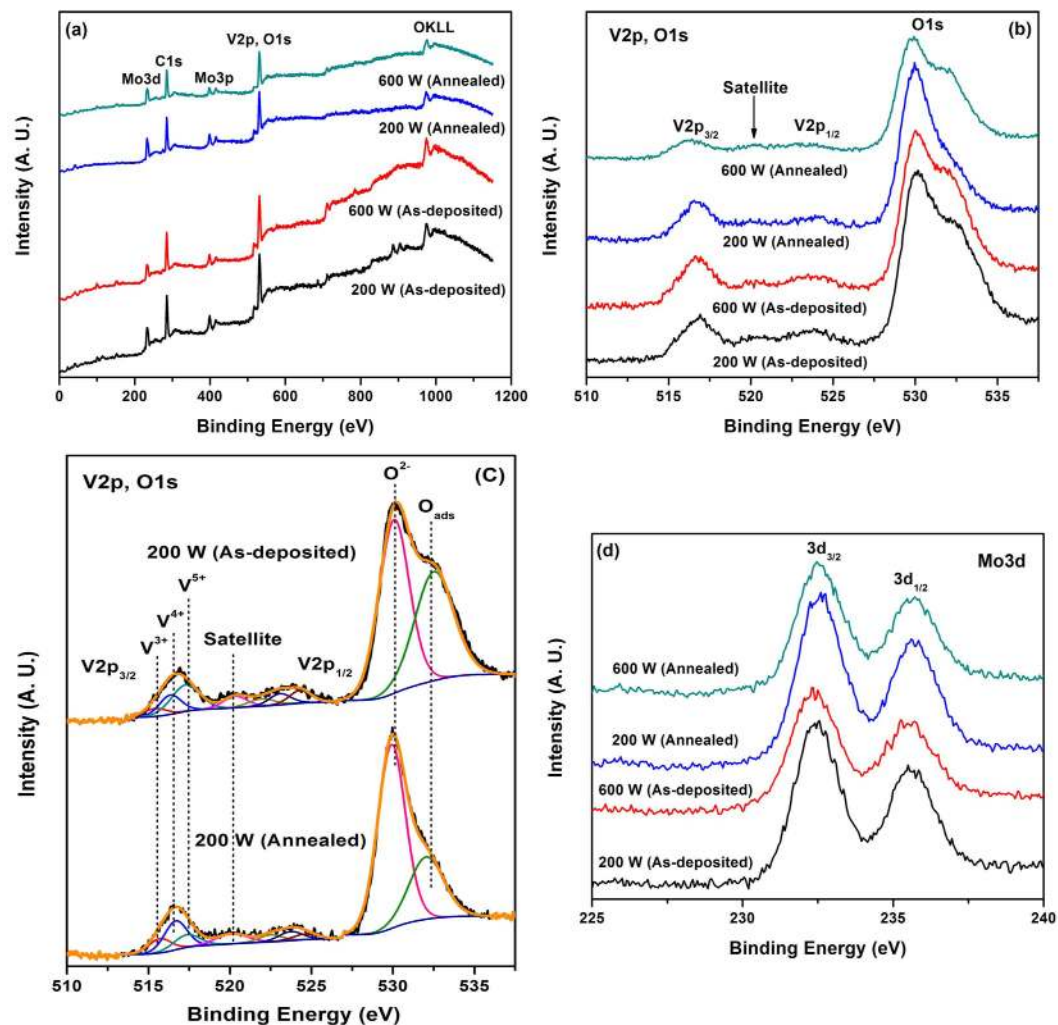 (a)
OKLL
V2p, O1s
C1s
Mo3d
Mo3p
600 W (Annealed)
200 W (Annealed)
600 W (As-deposited)
200 W (As-deposited)
Intensity (A. U.)
0 200 400 600 800 1000 1200
Binding Energy (eV)
V2p, O1s
O1s
(b)
Satellite
V2p3/2
V2p1/2
600 W (Annealed)
200 W (Annealed)
600 W (As-deposited)
200 W (As-deposited)
Intensity (A. U.)
510 515 520 525 530 535
Binding Energy (eV)
V2p, O1s
O2-
(C)
Oads
200 W (As-deposited)
V5+
V4+
V3+
Satellite
V2p3/2
V2p1/2
200 W (Annealed)
Intensity (A. U.)
510 515 520 525 530 535
Binding Energy (eV)
(d)
3d3/2
Mo3d
3d1/2
600 W (Annealed)
200 W (Annealed)
600 W (As-deposited)
200 W (As-deposited)
Intensity (A. U.)
225 230 235 240
Binding Energy (eV)